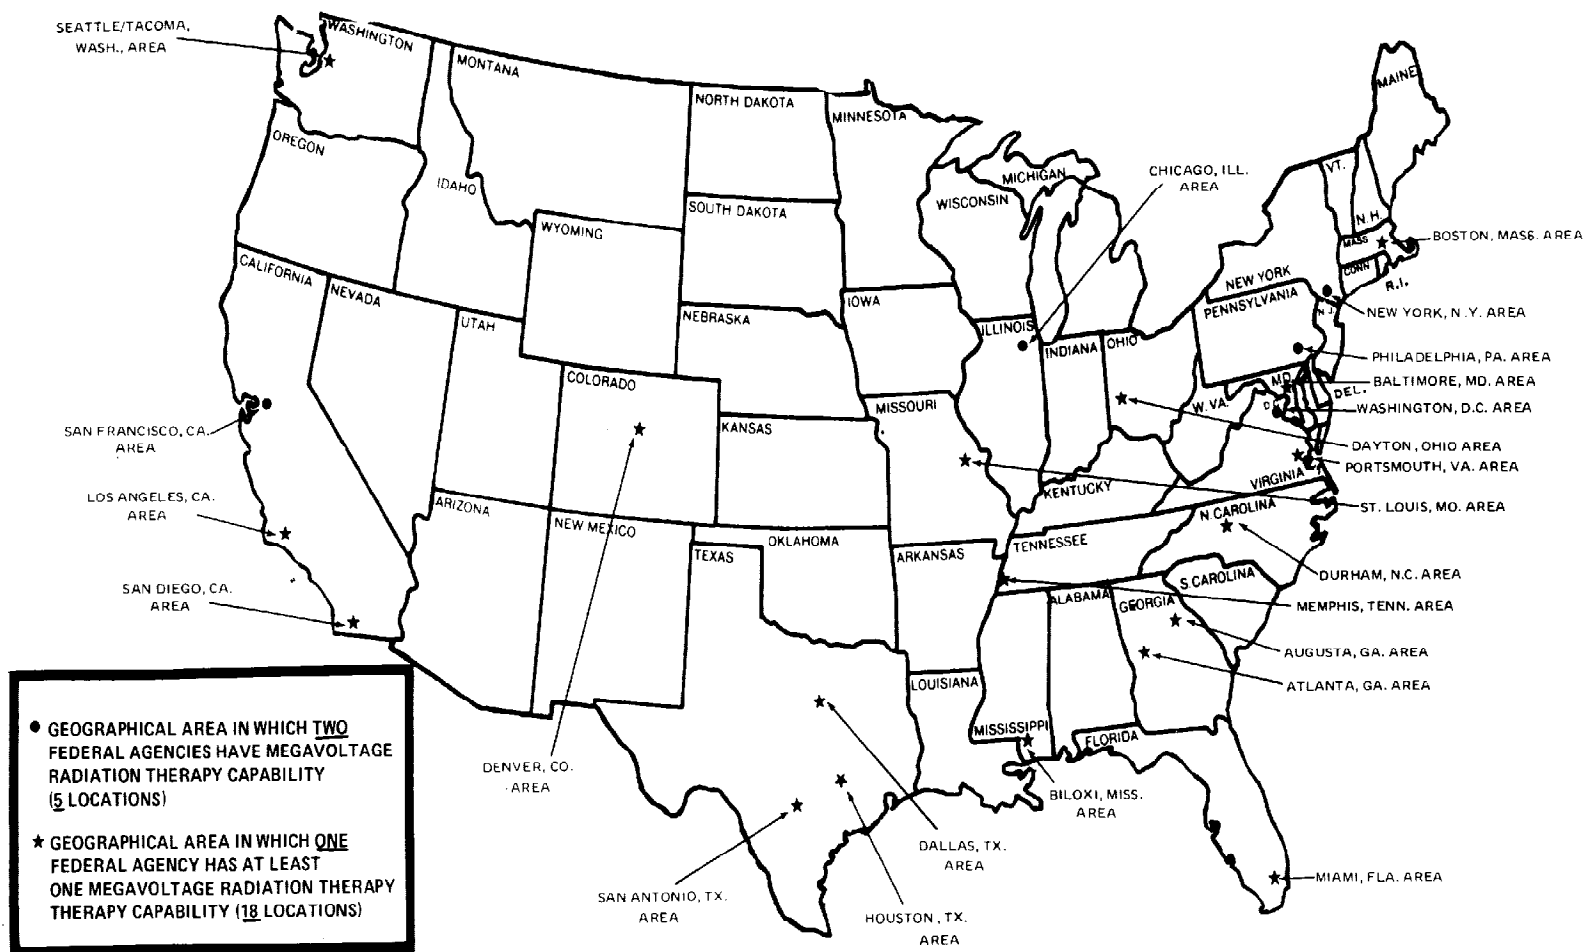 SEATTLE/TACOMA,
WASH., AREA
WASHINGTON
MONTANA
NORTH DAKOTA
MINNESOTA
MAINE
OREGON
IDAHO
WYOMING
SOUTH DAKOTA
WISCONSIN
MICHIGAN
CHICAGO, ILL.
AREA
VT.
N.H.
MASS
BOSTON, MASS. AREA
CONN
R.I.
NEW YORK
NEW YORK, N.Y. AREA
CALIFORNIA
NEVADA
UTAH
COLORADO
NEBRASKA
IOWA
ILLINOIS
INDIANA
OHIO
PENNSYLVANIA
N.J.
PHILADELPHIA, PA. AREA
MD.
BALTIMORE, MD. AREA
DEL.
D.C.
WASHINGTON, D.C. AREA
W.VA.
DAYTON, OHIO AREA
PORTSMOUTH, VA. AREA
VIRGINIA
SAN FRANCISCO, CA.
AREA
KANSAS
MISSOURI
KENTUCKY
ST. LOUIS, MO. AREA
LOS ANGELES, CA.
AREA
ARIZONA
NEW MEXICO
TEXAS
OKLAHOMA
ARKANSAS
TENNESSEE
N.CAROLINA
DURHAM, N.C. AREA
SAN DIEGO, CA.
AREA
ALABAMA
GEORGIA
S.CAROLINA
MEMPHIS, TENN. AREA
AUGUSTA, GA. AREA
ATLANTA, GA. AREA
LOUISIANA
MISSISSIPPI
FLORIDA
DENVER, CO.
AREA
BILOXI, MISS.
AREA
DALLAS, TX.
AREA
SAN ANTONIO, TX.
AREA
HOUSTON, TX.
AREA
MIAMI, FLA. AREA
GEOGRAPHICAL AREA IN WHICH TWO
FEDERAL AGENCIES HAVE MEGAVOLTAGE
RADIATION THERAPY CAPABILITY
(5 LOCATIONS)
GEOGRAPHICAL AREA IN WHICH ONE
FEDERAL AGENCY HAS AT LEAST
ONE MEGAVOLTAGE RADIATION THERAPY
THERAPY CAPABILITY (18 LOCATIONS)